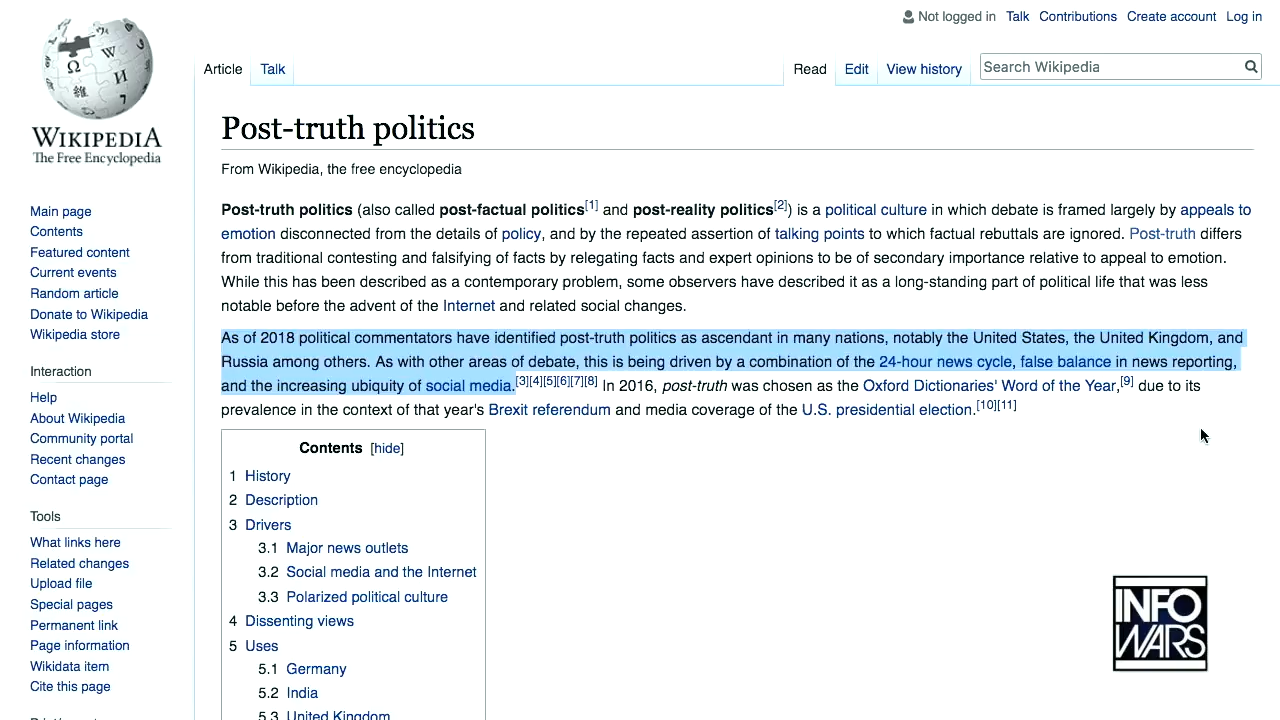 Not logged in Talk Contributions Create account Log in
Article Talk Read Edit View history Search Wikipedia
WIKIPEDIA
The Free Encyclopedia
Main page
Contents
Featured content
Current events
Random article
Donate to Wikipedia
Wikipedia store
Interaction
Help
About Wikipedia
Community portal
Recent changes
Contact page
Tools
What links here
Related changes
Upload file
Special pages
Permanent link
Page information
Wikidata item
Cite this page
Post-truth politics
From Wikipedia, the free encyclopedia
Post-truth politics (also called post-factual politics[1] and post-reality politics[2]) is a political culture in which debate is framed largely by appeals to
emotion disconnected from the details of policy, and by the repeated assertion of talking points to which factual rebuttals are ignored. Post-truth differs
from traditional contesting and falsifying of facts by relegating facts and expert opinions to be of secondary importance relative to appeal to emotion.
While this has been described as a contemporary problem, some observers have described it as a long-standing part of political life that was less
notable before the advent of the Internet and related social changes.
As of 2018 political commentators have identified post-truth politics as ascendant in many nations, notably the United States, the United Kingdom, and
Russia among others. As with other areas of debate, this is being driven by a combination of the 24-hour news cycle, false balance in news reporting,
and the increasing ubiquity of social media.[3][4][5][6][7][8] In 2016, post-truth was chosen as the Oxford Dictionaries' Word of the Year,[9] due to its
prevalence in the context of that year's Brexit referendum and media coverage of the U.S. presidential election.[10][11]
Contents [hide]
1 History
2 Description
3 Drivers
3.1 Major news outlets
3.2 Social media and the Internet
3.3 Polarized political culture
4 Dissenting views
5 Uses
5.1 Germany
5.2 India
5.3 United Kingdom
INFO
WARS